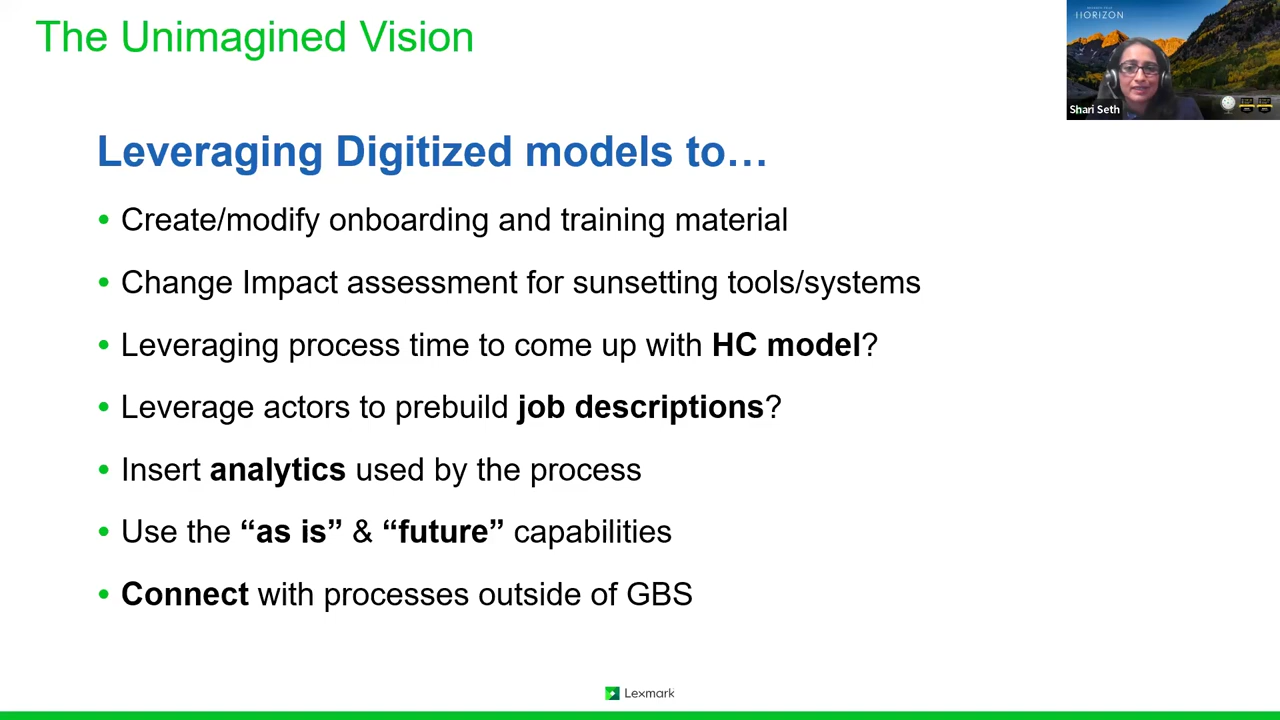 The Unimagined Vision
HORIZON
Shari Seth
Leveraging Digitized models to…
• Create/modify onboarding and training material
• Change Impact assessment for sunsetting tools/systems
• Leveraging process time to come up with HC model?
• Leverage actors to prebuild job descriptions?
• Insert analytics used by the process
• Use the “as is” & “future” capabilities
• Connect with processes outside of GBS
Lexmark